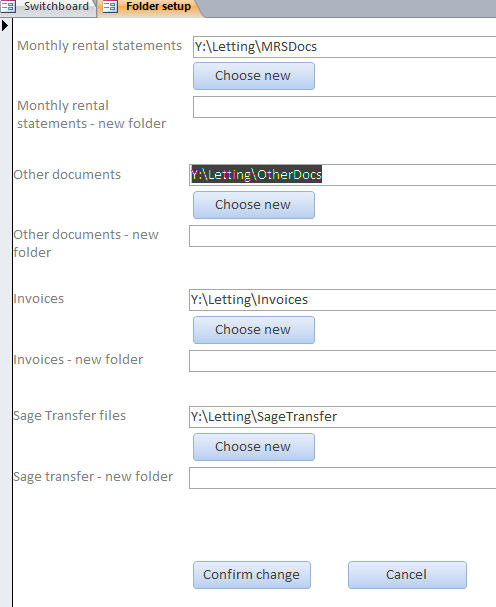 Switchboard Folder setup
Monthly rental statements Y:\Letting\MRSDocs
Choose new
Monthly rental
statements - new folder
Other documents Y:\Letting\OtherDocs
Choose new
Other documents - new
folder
Invoices Y:\Letting\Invoices
Choose new
Invoices - new folder
Sage Transfer files Y:\Letting\SageTransfer
Choose new
Sage transfer - new folder
Confirm change Cancel